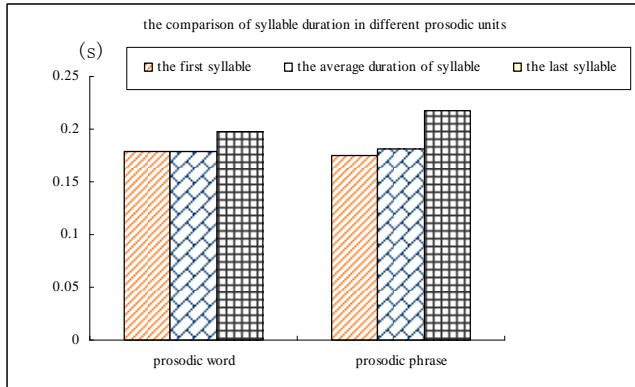 the comparison of syllable duration in different prosodic units
(s)
the first syllable the average duration of syllable the last syllable
0.25
0.2
0.15
0.1
0.05
0
prosodic word prosodic phrase